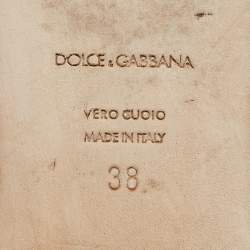 DOLCE & GABBANA
VERO CUOIO
MADE IN ITALY
38